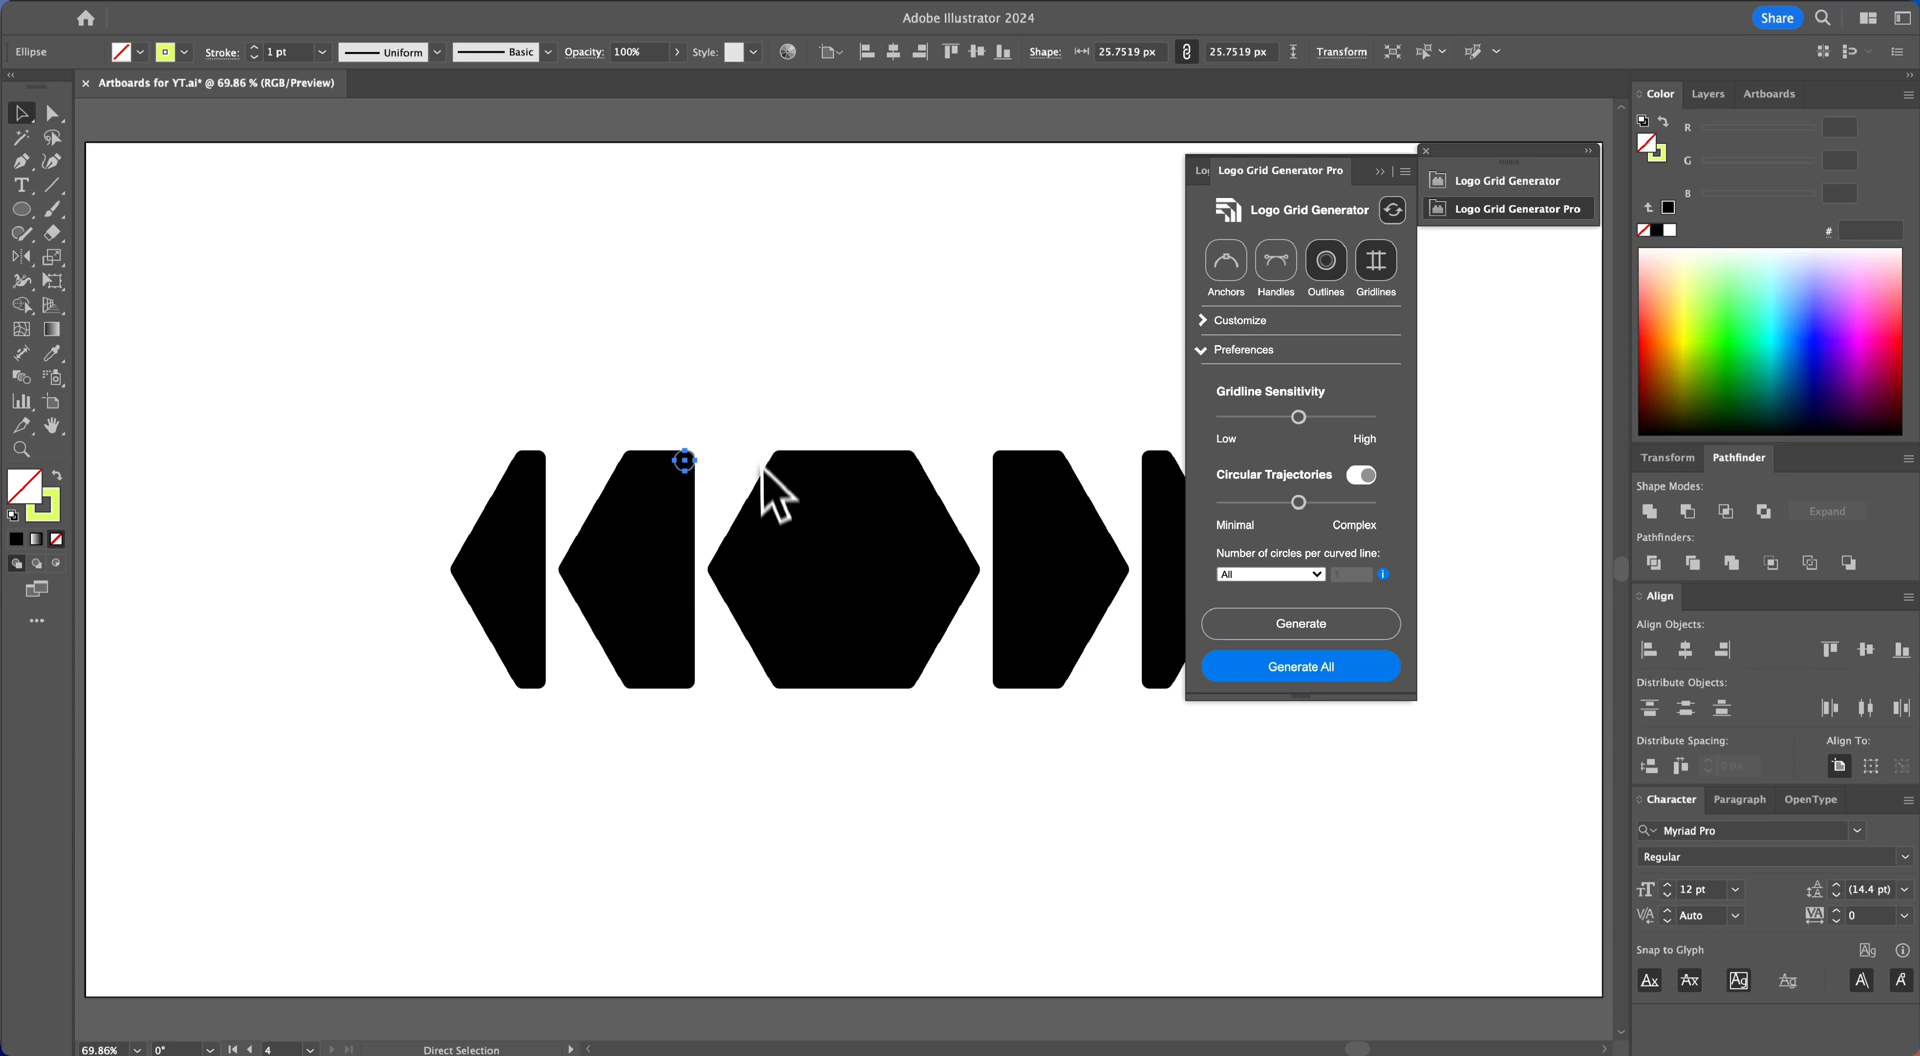 Adobe Illustrator 2024
Share
Ellipse
Stroke:
1 pt
Uniform
Basic
Opacity:
100%
Style:
Shape:
25.7519 px
25.7519 px
Transform
Artboards for YT.ai* @ 69.86 % (RGB/Preview)
Logo Grid Generator Pro
Logo Grid Generator
Anchors
Handles
Outlines
Gridlines
Customize
Preferences
Gridline Sensitivity
Low
High
Circular Trajectories
Minimal
Complex
Number of circles per curved line:
All
Generate
Generate All
Logo Grid Generator
Logo Grid Generator Pro
Color
Layers
Artboards
R
G
B
#
Transform
Pathfinder
Shape Modes:
Expand
Pathfinders:
Align
Align Objects:
Distribute Objects:
Distribute Spacing:
Align To:
0 px
Character
Paragraph
OpenType
Myriad Pro
Regular
12 pt
(14.4 pt)
Auto
0
Snap to Glyph
69.86%
0°
4
Direct Selection